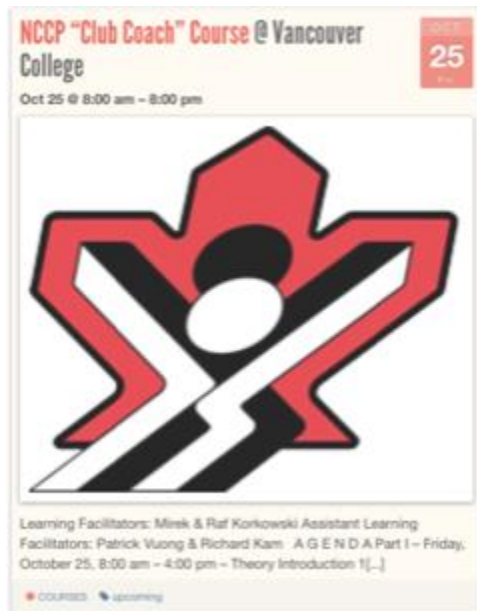 NCCP “Club Coach” Course @ Vancouver
College
OCT
25
Oct 25 @ 8:00 am – 8:00 pm
Learning Facilitators: Mirek & Raf Korkowski Assistant Learning
Facilitators: Patrick Vuong & Richard Kam A G E N D A Part I – Friday,
October 25, 8:00 am – 4:00 pm – Theory Introduction 1[...]
COURSES upcoming